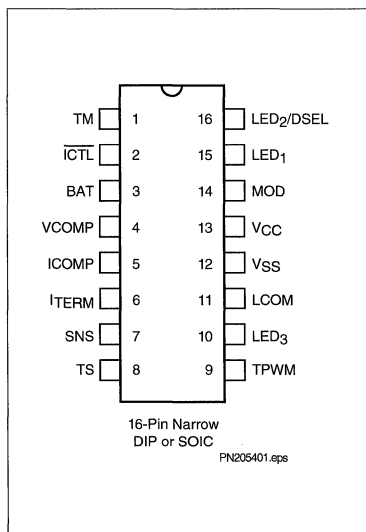 TM 1 16 LED2/DSEL
ICTL 2 15 LED1
BAT 3 14 MOD
VCOMP 4 13 VCC
ICOMP 5 12 VSS
ITERM 6 11 LCOM
SNS 7 10 LED3
TS 8 9 TPWM
16-Pin Narrow
DIP or SOIC
PN205401.eps